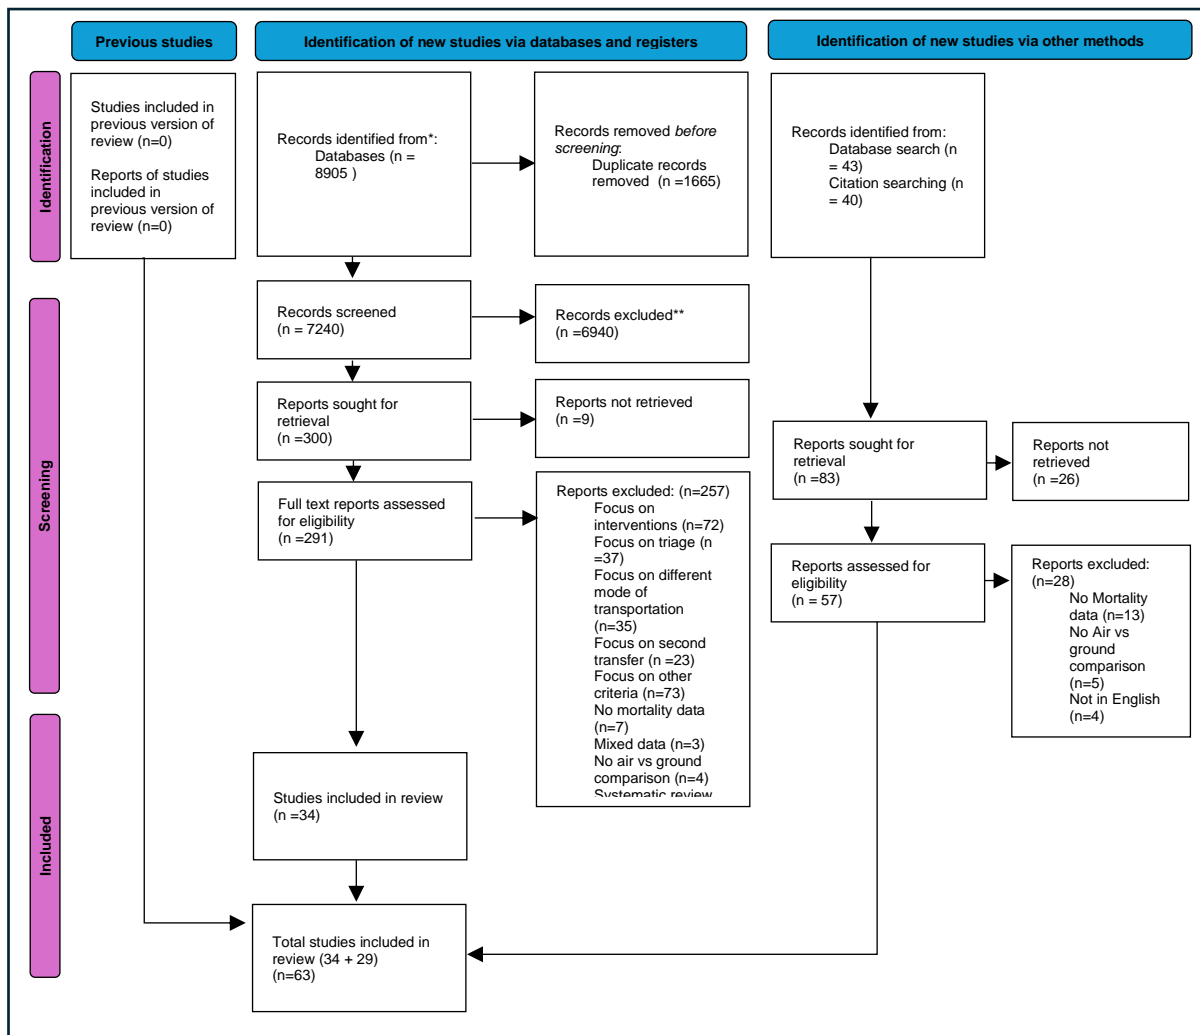 Previous studies
Identification of new studies via databases and registers
Identification of new studies via other methods
Identification
Studies included in
previous version of
review (n=0)
Reports of studies
included in
previous version of
review (n=0)
Records identified from*:
Databases (n =
8905 )
Records removed before
screening:
Duplicate records
removed (n =1665)
Records identified from:
Database search (n
= 43)
Citation searching (n
= 40)
Screening
Records screened
(n = 7240)
Records excluded**
(n =6940)
Reports sought for
retrieval
(n =300)
Reports not retrieved
(n =9)
Full text reports assessed
for eligibility
(n =291)
Reports excluded: (n=257)
Focus on
interventions (n=72)
Focus on triage (n
=37)
Focus on different
mode of
transportation
(n=35)
Focus on second
transfer (n =23)
Focus on other
criteria (n=73)
No mortality data
(n=7)
Mixed data (n=3)
No air vs ground
comparison (n=4)
Systematic review
Reports sought for
retrieval
(n =83)
Reports not
retrieved
(n =26)
Reports assessed for
eligibility
(n = 57)
Reports excluded:
(n=28)
No Mortality
data (n=13)
No Air vs
ground
comparison
(n=5)
Not in English
(n=4)
Included
Studies included in review
(n =34)
Total studies included in
review (34 + 29)
(n=63)